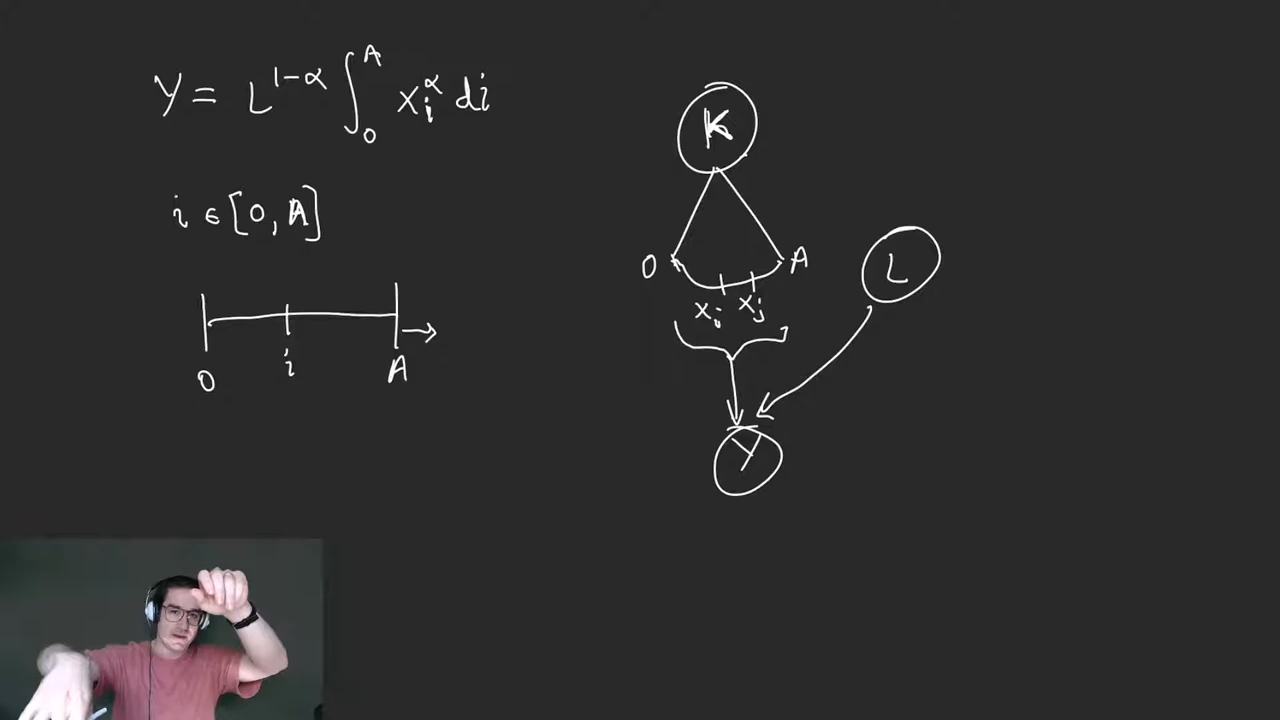 Y = L^{1-α} ∫_0^A x_i^α di
i ∈ [0, A]
0 i A
K
0 A
x_i x_j
L
Y